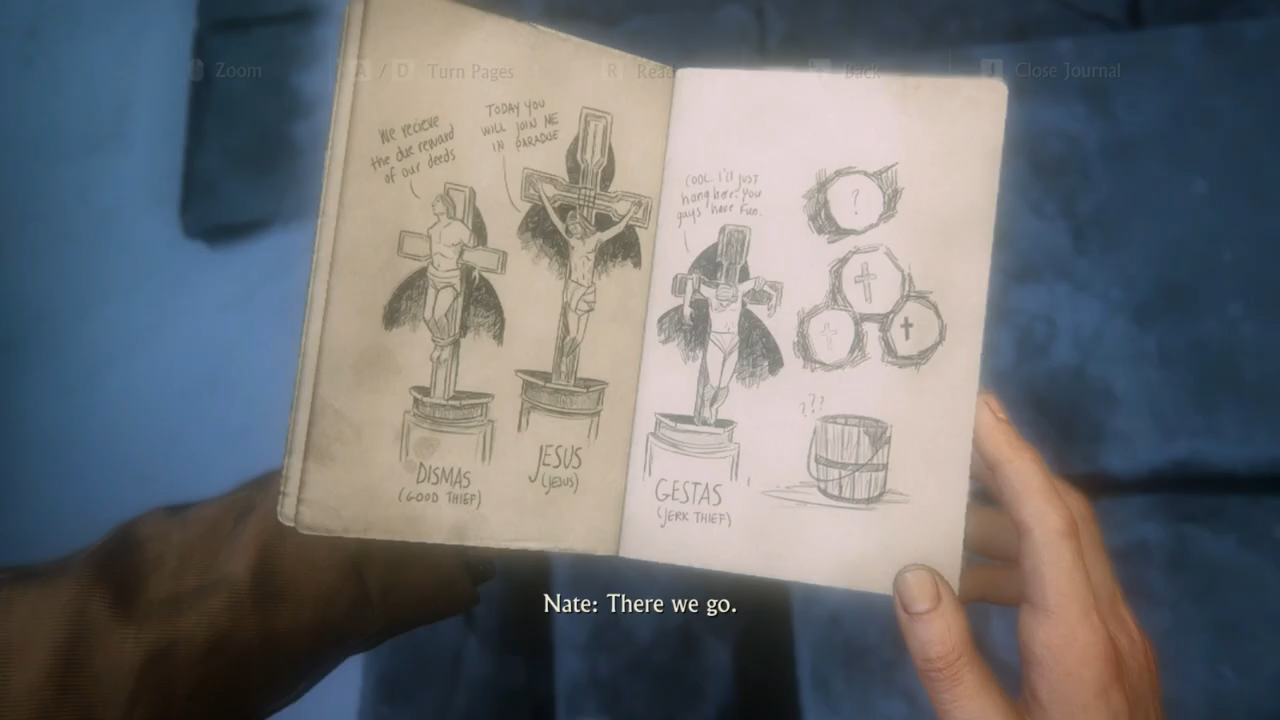 Zoom
A / D Turn Pages
R Read
Back
J Close Journal
We recieve
the due reward
of our deeds
TODAY YOU
WILL JOIN ME
IN PARADISE
COOL I'LL JUST
hang here. You
guys have fun.
?
DISMAS
(GOOD THIEF)
JESUS
(JESUS)
GESTAS
(JERK THIEF)
???
Nate: There we go.